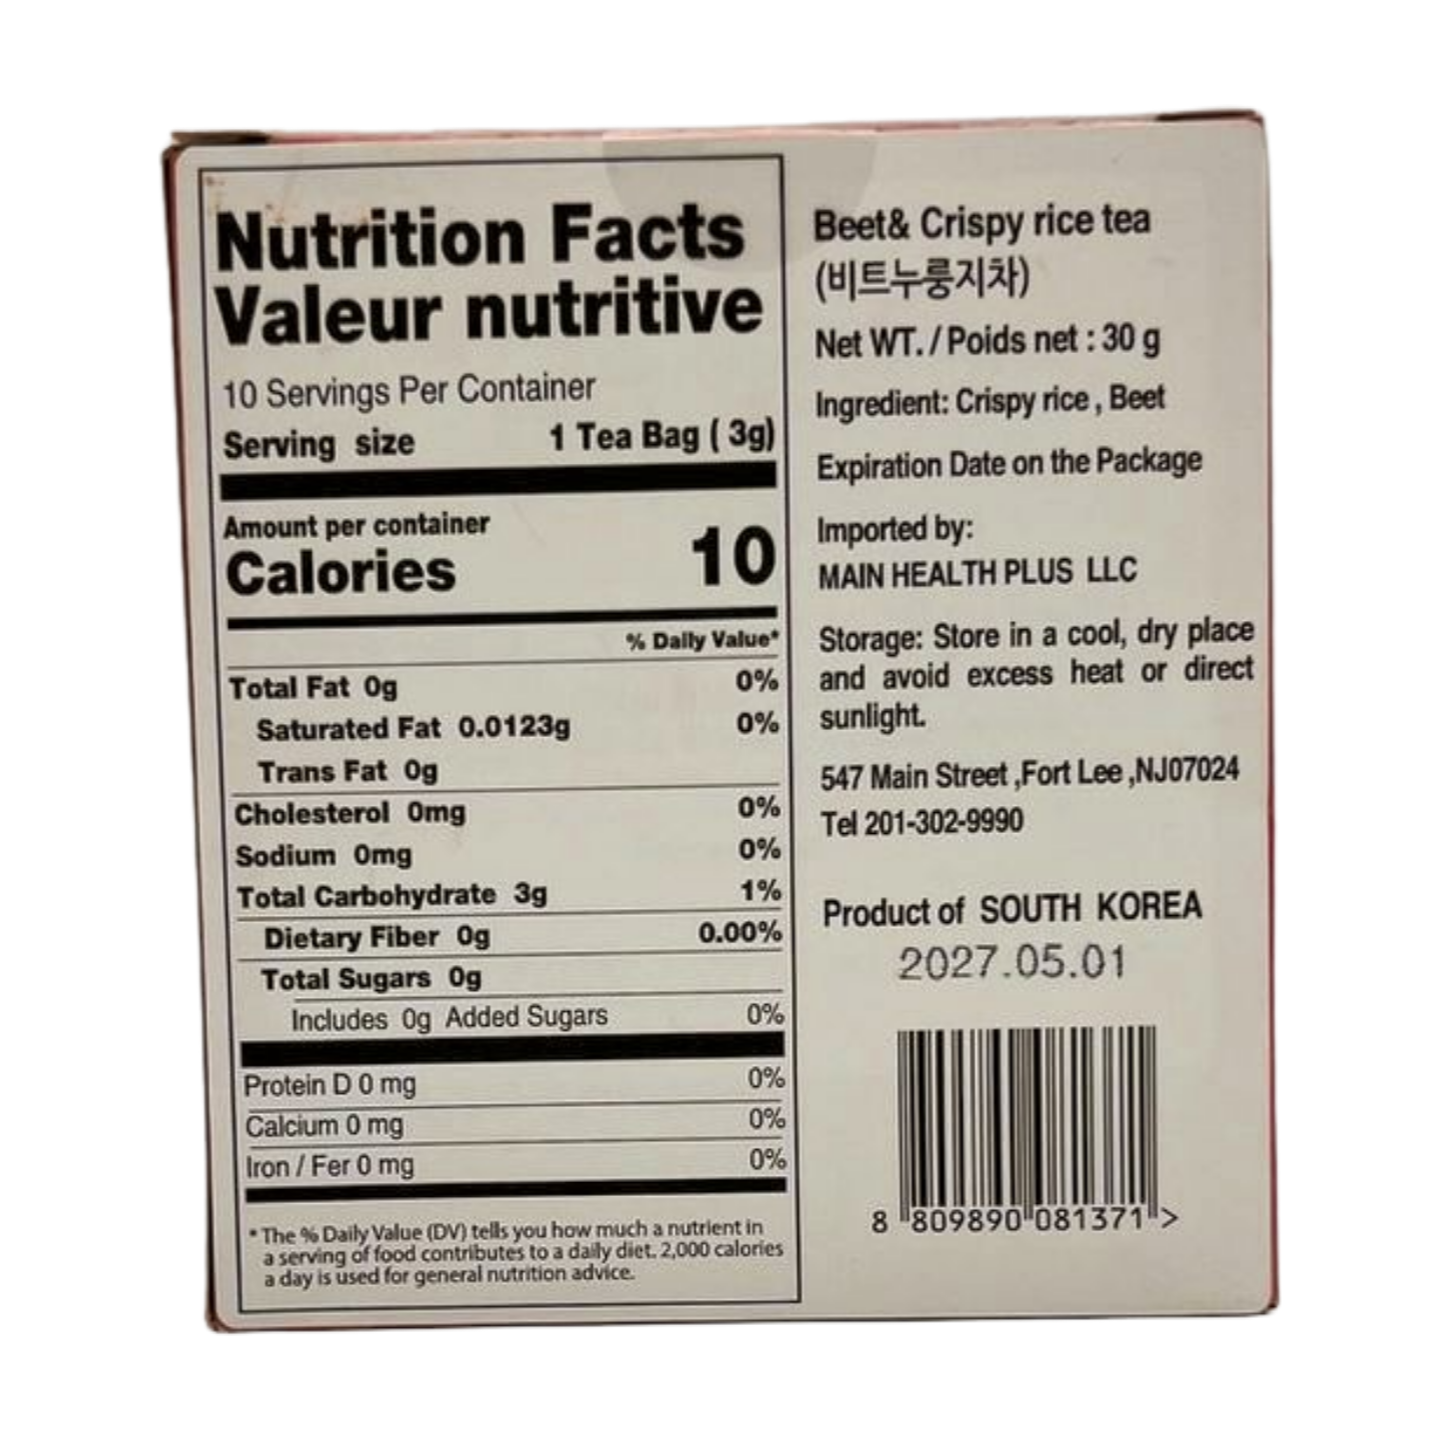 Nutrition Facts
Valeur nutritive
10 Servings Per Container
Serving size 1 Tea Bag ( 3g)
Amount per container
Calories 10
% Daily Value*
Total Fat 0g 0%
Saturated Fat 0.0123g 0%
Trans Fat 0g
Cholesterol 0mg 0%
Sodium 0mg 0%
Total Carbohydrate 3g 1%
Dietary Fiber 0g 0.00%
Total Sugars 0g
Includes 0g Added Sugars 0%
Protein D 0 mg 0%
Calcium 0 mg 0%
Iron / Fer 0 mg 0%
* The % Daily Value (DV) tells you how much a nutrient in
a serving of food contributes to a daily diet. 2,000 calories
a day is used for general nutrition advice.
Beet& Crispy rice tea
(비트누룽지차)
Net WT. / Poids net : 30 g
Ingredient: Crispy rice , Beet
Expiration Date on the Package
Imported by:
MAIN HEALTH PLUS LLC
Storage: Store in a cool, dry place
and avoid excess heat or direct
sunlight.
547 Main Street ,Fort Lee ,NJ07024
Tel 201-302-9990
Product of SOUTH KOREA
2027.05.01
8 809890 081371 >